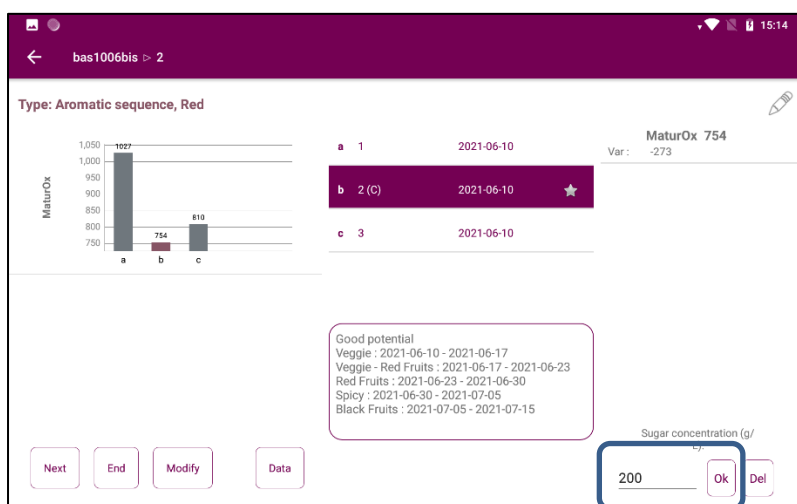 15:14
bas1006bis ▷ 2
Type: Aromatic sequence, Red
MaturOx
1,050
1,000
950
900
850
800
750
1027
754
810
a b c
a 1 2021-06-10
b 2 (C) 2021-06-10
c 3 2021-06-10
MaturOx 754
Var : -273
Good potential
Veggie : 2021-06-10 - 2021-06-17
Veggie - Red Fruits : 2021-06-17 - 2021-06-23
Red Fruits : 2021-06-23 - 2021-06-30
Spicy : 2021-06-30 - 2021-07-05
Black Fruits : 2021-07-05 - 2021-07-15
Sugar concentration (g/
L):
Next End Modify Data
200 Ok Del